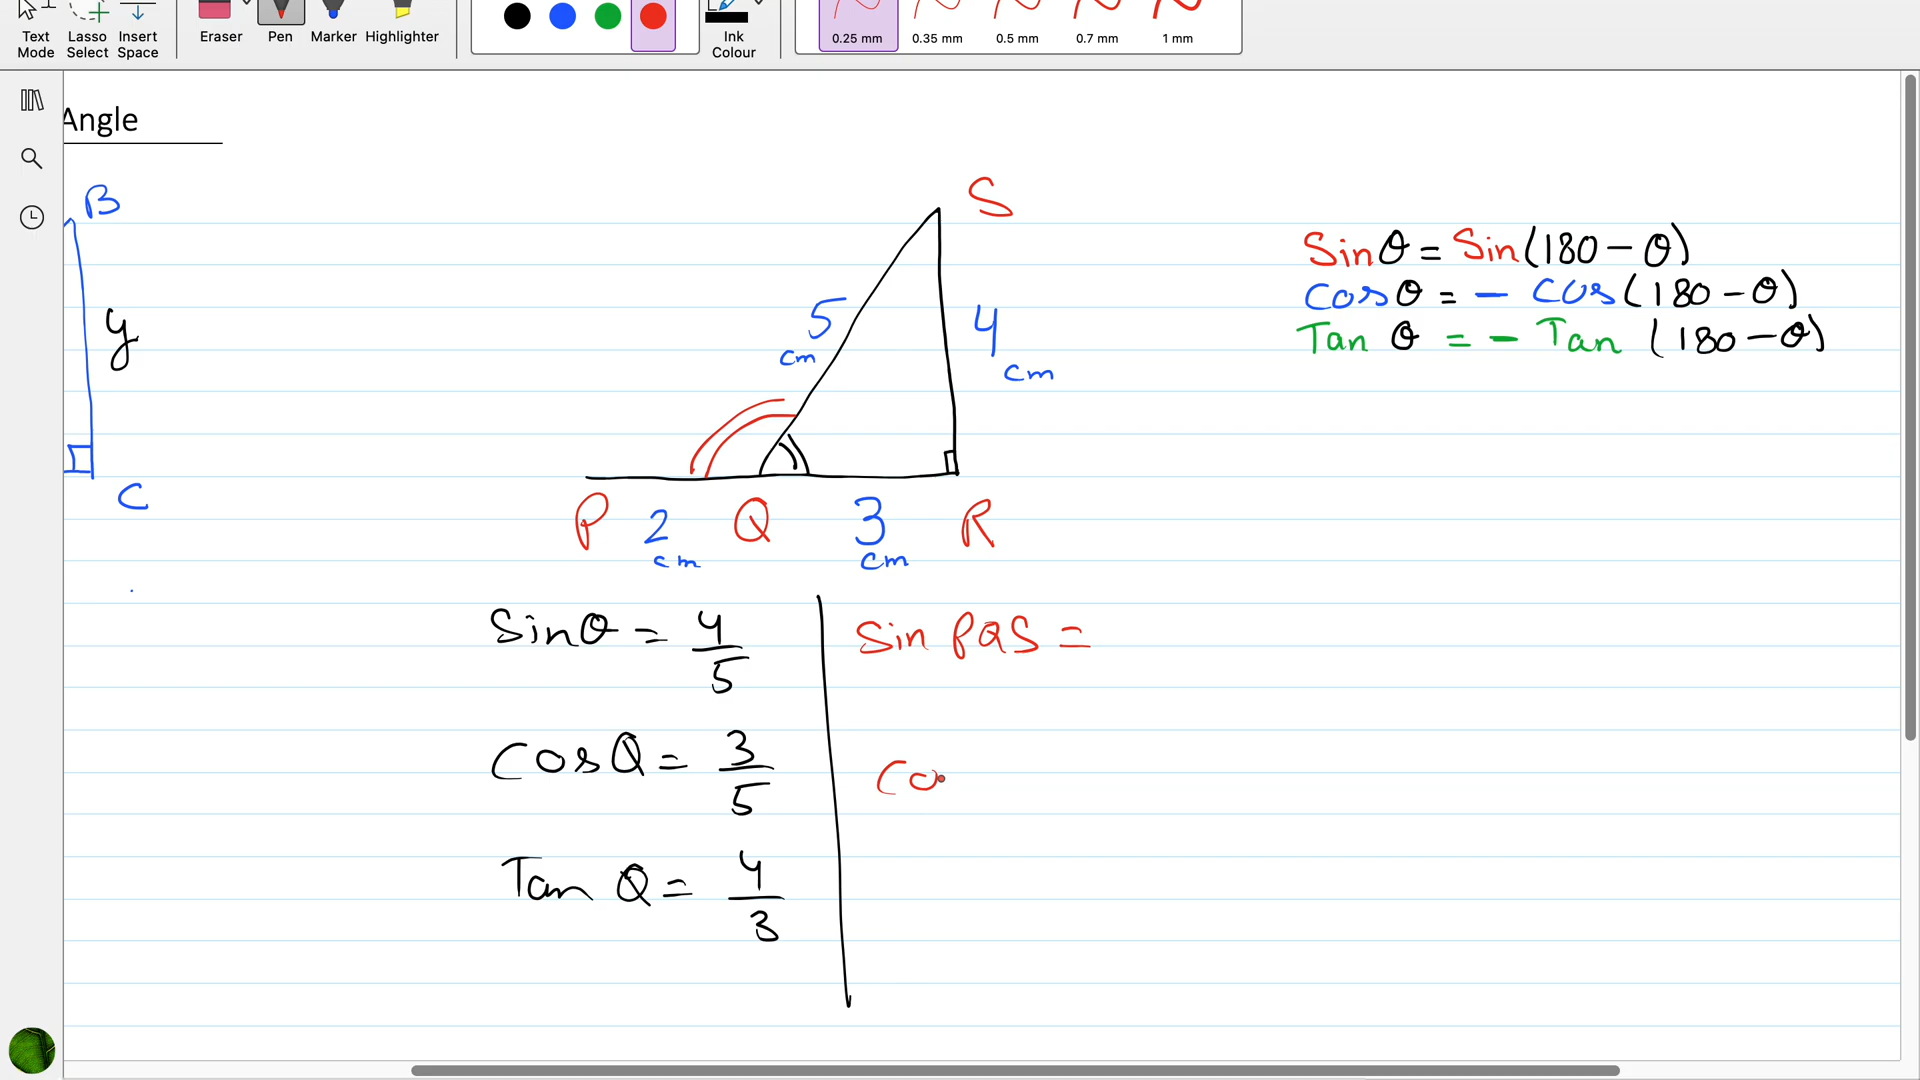 Text Mode
Lasso Select
Insert Space
Eraser
Pen
Marker
Highlighter
Ink Colour
0.25 mm
0.35 mm
0.5 mm
0.7 mm
1 mm
Angle
B
y
C
S
5 cm
4 cm
P
2 cm
Q
3 cm
R
Sinθ = Sin(180 − θ)
Cosθ = − Cos(180 − θ)
Tan θ = − Tan (180 − θ)
Sinθ = 4/5
CosQ = 3/5
Tan Q = 4/3
Sin PQS =
Co